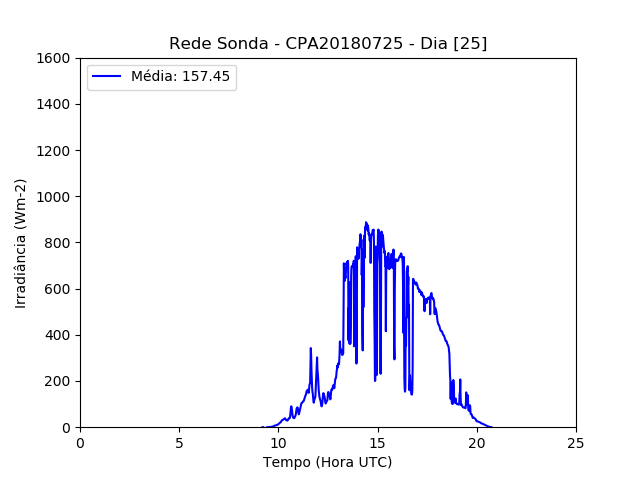 Rede Sonda - CPA20180725 - Dia [25]
Média: 157.45
Irradiância (Wm-2)
1600
1400
1200
1000
800
600
400
200
0
0 5 10 15 20 25
Tempo (Hora UTC)